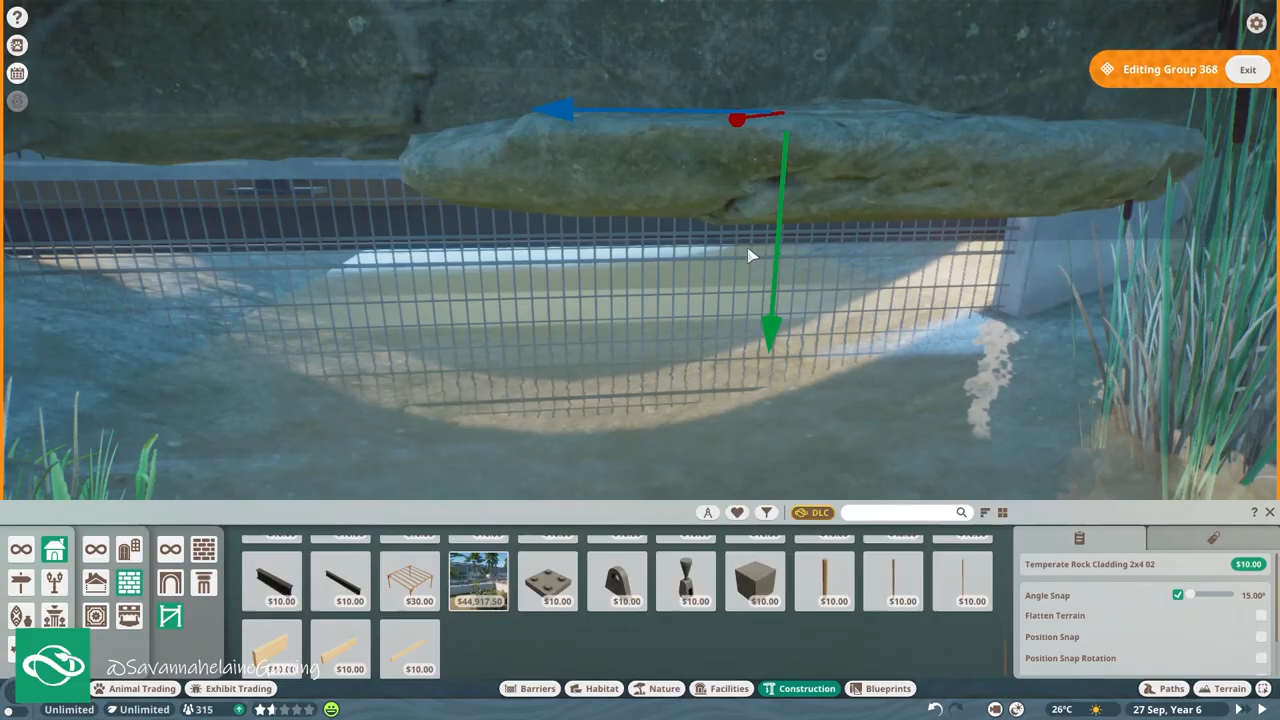 ?
Editing Group 368
Exit
DLC
? ×
$10.00
$10.00
$30.00
$44,917.50
$10.00
$10.00
$10.00
$10.00
$10.00
$10.00
$10.00
Temperate Rock Cladding 2x4 02
$10.00
Angle Snap
15.00°
Flatten Terrain
Position Snap
Position Snap Rotation
$10.00
$10.00
@SavannahelaineGaming
Animal Trading
Exhibit Trading
Barriers
Habitat
Nature
Facilities
Construction
Blueprints
Paths
Terrain
Unlimited
Unlimited
315
26°C
27 Sep, Year 6